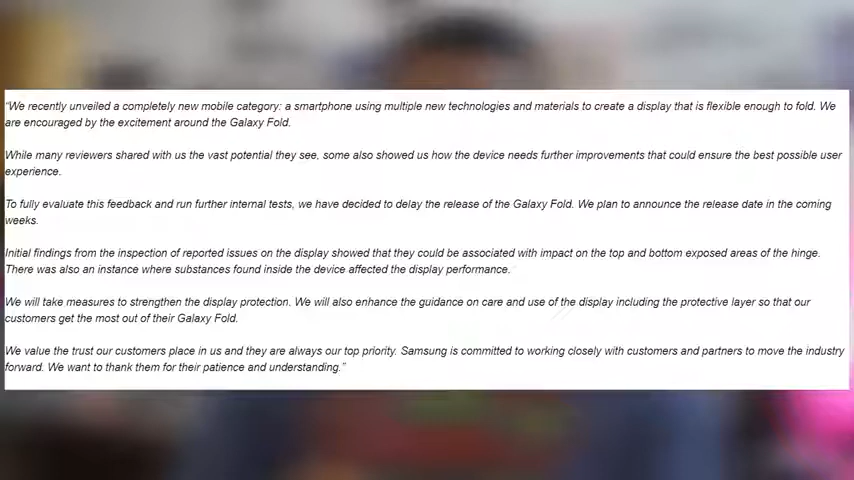 “We recently unveiled a completely new mobile category: a smartphone using multiple new technologies and materials to create a display that is flexible enough to fold. We
are encouraged by the excitement around the Galaxy Fold.
While many reviewers shared with us the vast potential they see, some also showed us how the device needs further improvements that could ensure the best possible user
experience.
To fully evaluate this feedback and run further internal tests, we have decided to delay the release of the Galaxy Fold. We plan to announce the release date in the coming
weeks.
Initial findings from the inspection of reported issues on the display showed that they could be associated with impact on the top and bottom exposed areas of the hinge.
There was also an instance where substances found inside the device affected the display performance.
We will take measures to strengthen the display protection. We will also enhance the guidance on care and use of the display including the protective layer so that our
customers get the most out of their Galaxy Fold.
We value the trust our customers place in us and they are always our top priority. Samsung is committed to working closely with customers and partners to move the industry
forward. We want to thank them for their patience and understanding.”